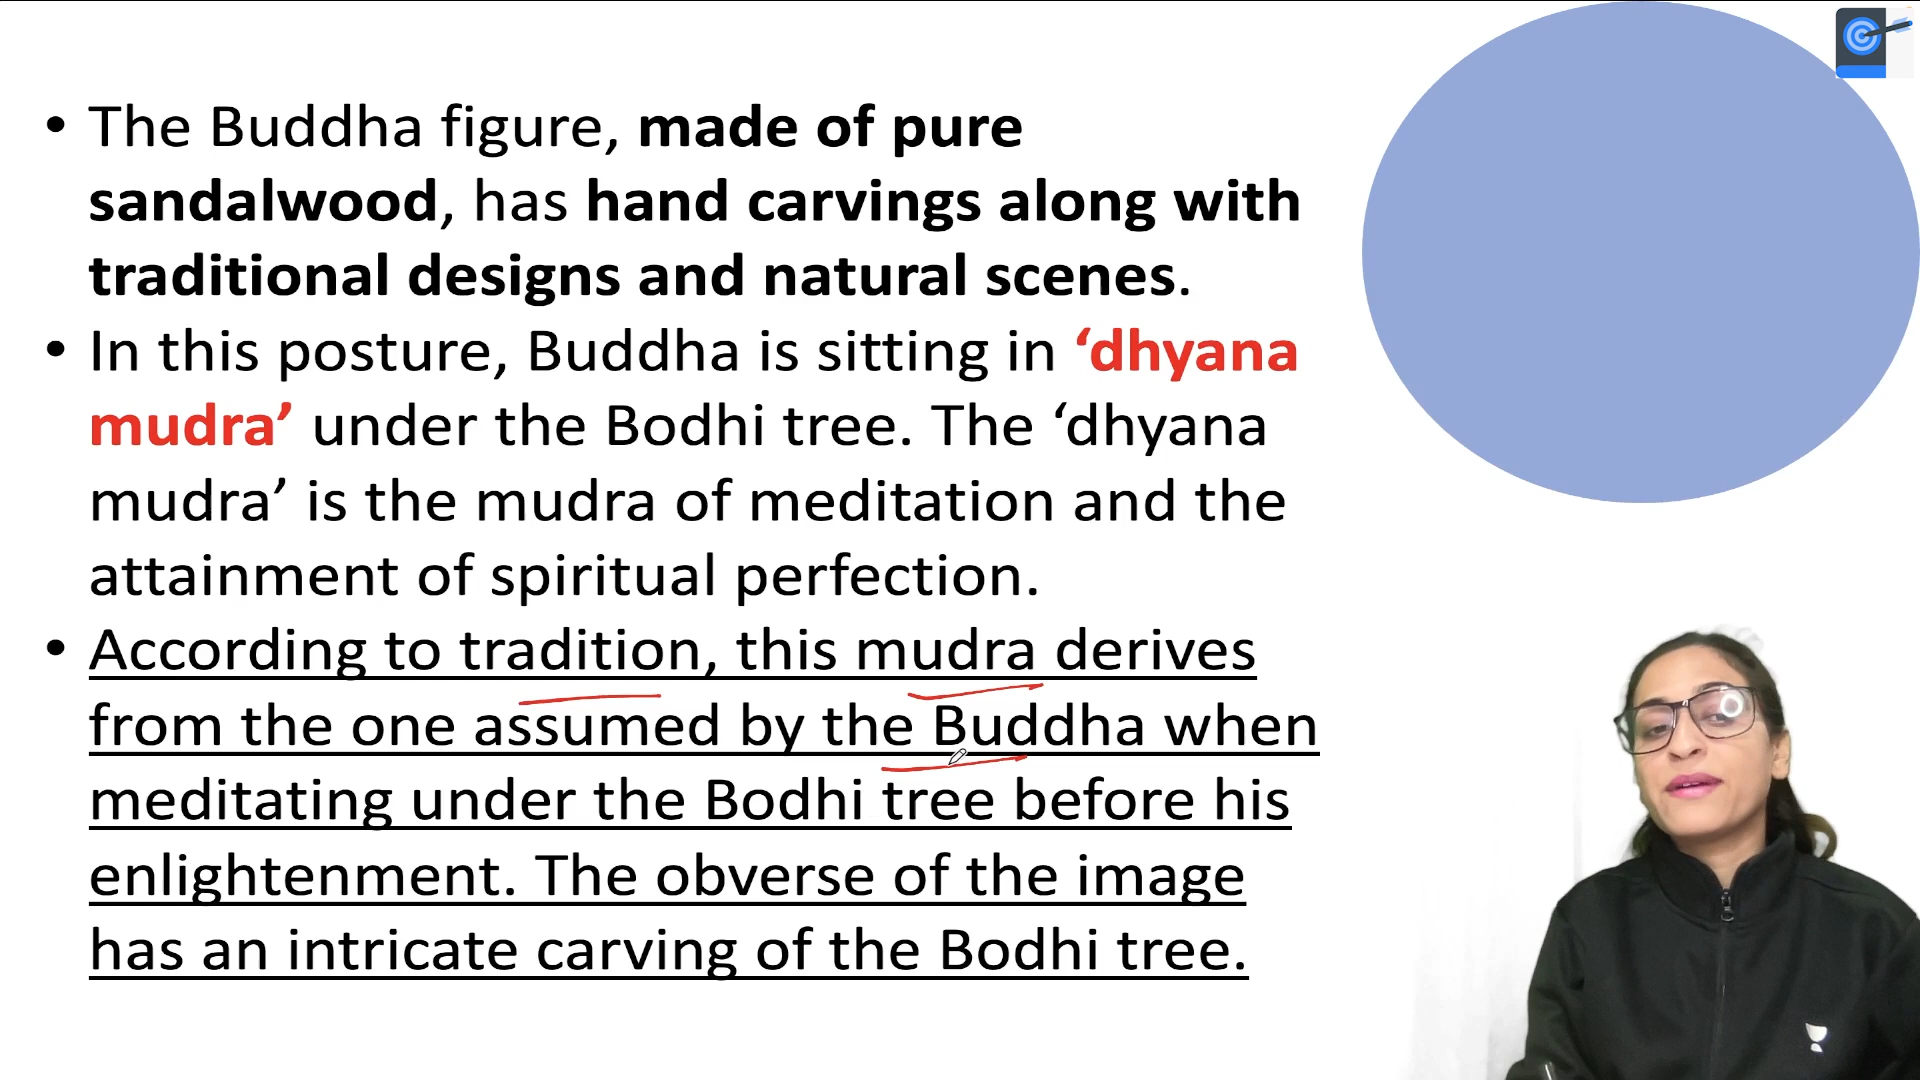 • The Buddha figure, made of pure
sandalwood, has hand carvings along with
traditional designs and natural scenes.
• In this posture, Buddha is sitting in ‘dhyana
mudra’ under the Bodhi tree. The ‘dhyana
mudra’ is the mudra of meditation and the
attainment of spiritual perfection.
• According to tradition, this mudra derives
from the one assumed by the Buddha when
meditating under the Bodhi tree before his
enlightenment. The obverse of the image
has an intricate carving of the Bodhi tree.